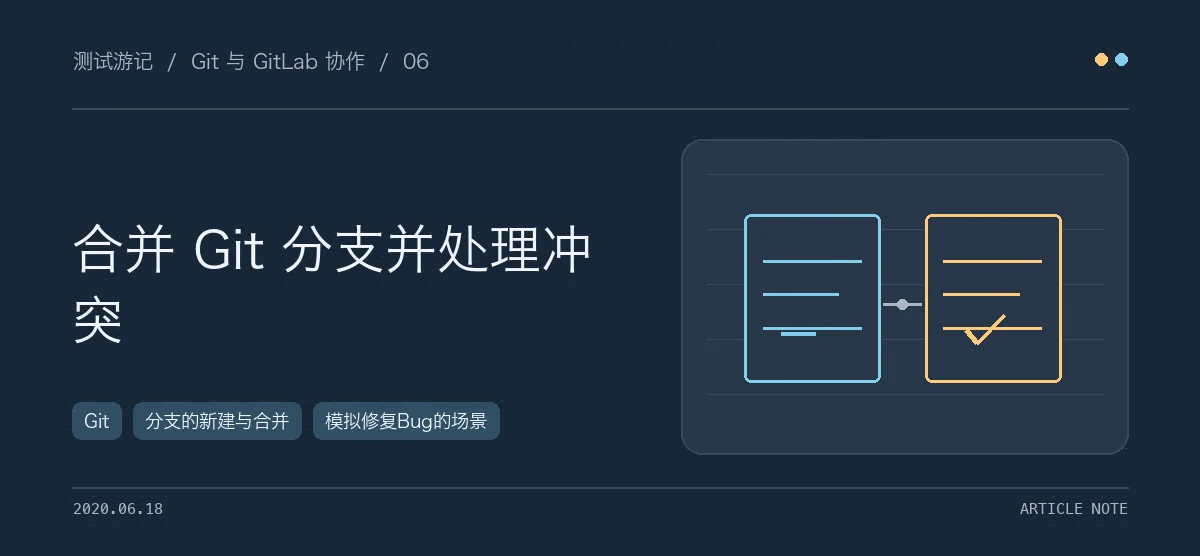 测试游记 / Git 与 GitLab 协作 / 06
合并 Git 分支并处理冲
突
Git 分支的新建与合并 模拟修复Bug的场景
2020.06.18 ARTICLE NOTE